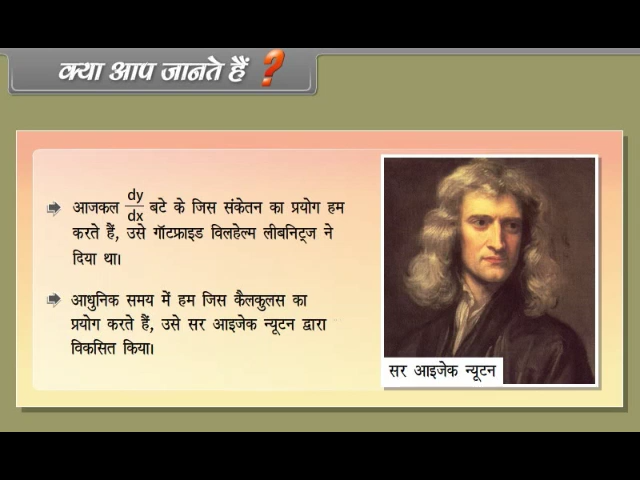 क्या आप जानते हैं ?
आजकल dy/dx बटे के जिस संकेतन का प्रयोग हम
करते हैं, उसे गॉटफ्राइड विलहेल्म लीबनिट्ज ने
दिया था।
आधुनिक समय में हम जिस कैलकुलस का
प्रयोग करते हैं, उसे सर आइजेक न्यूटन द्वारा
विकसित किया।
सर आइजेक न्यूटन